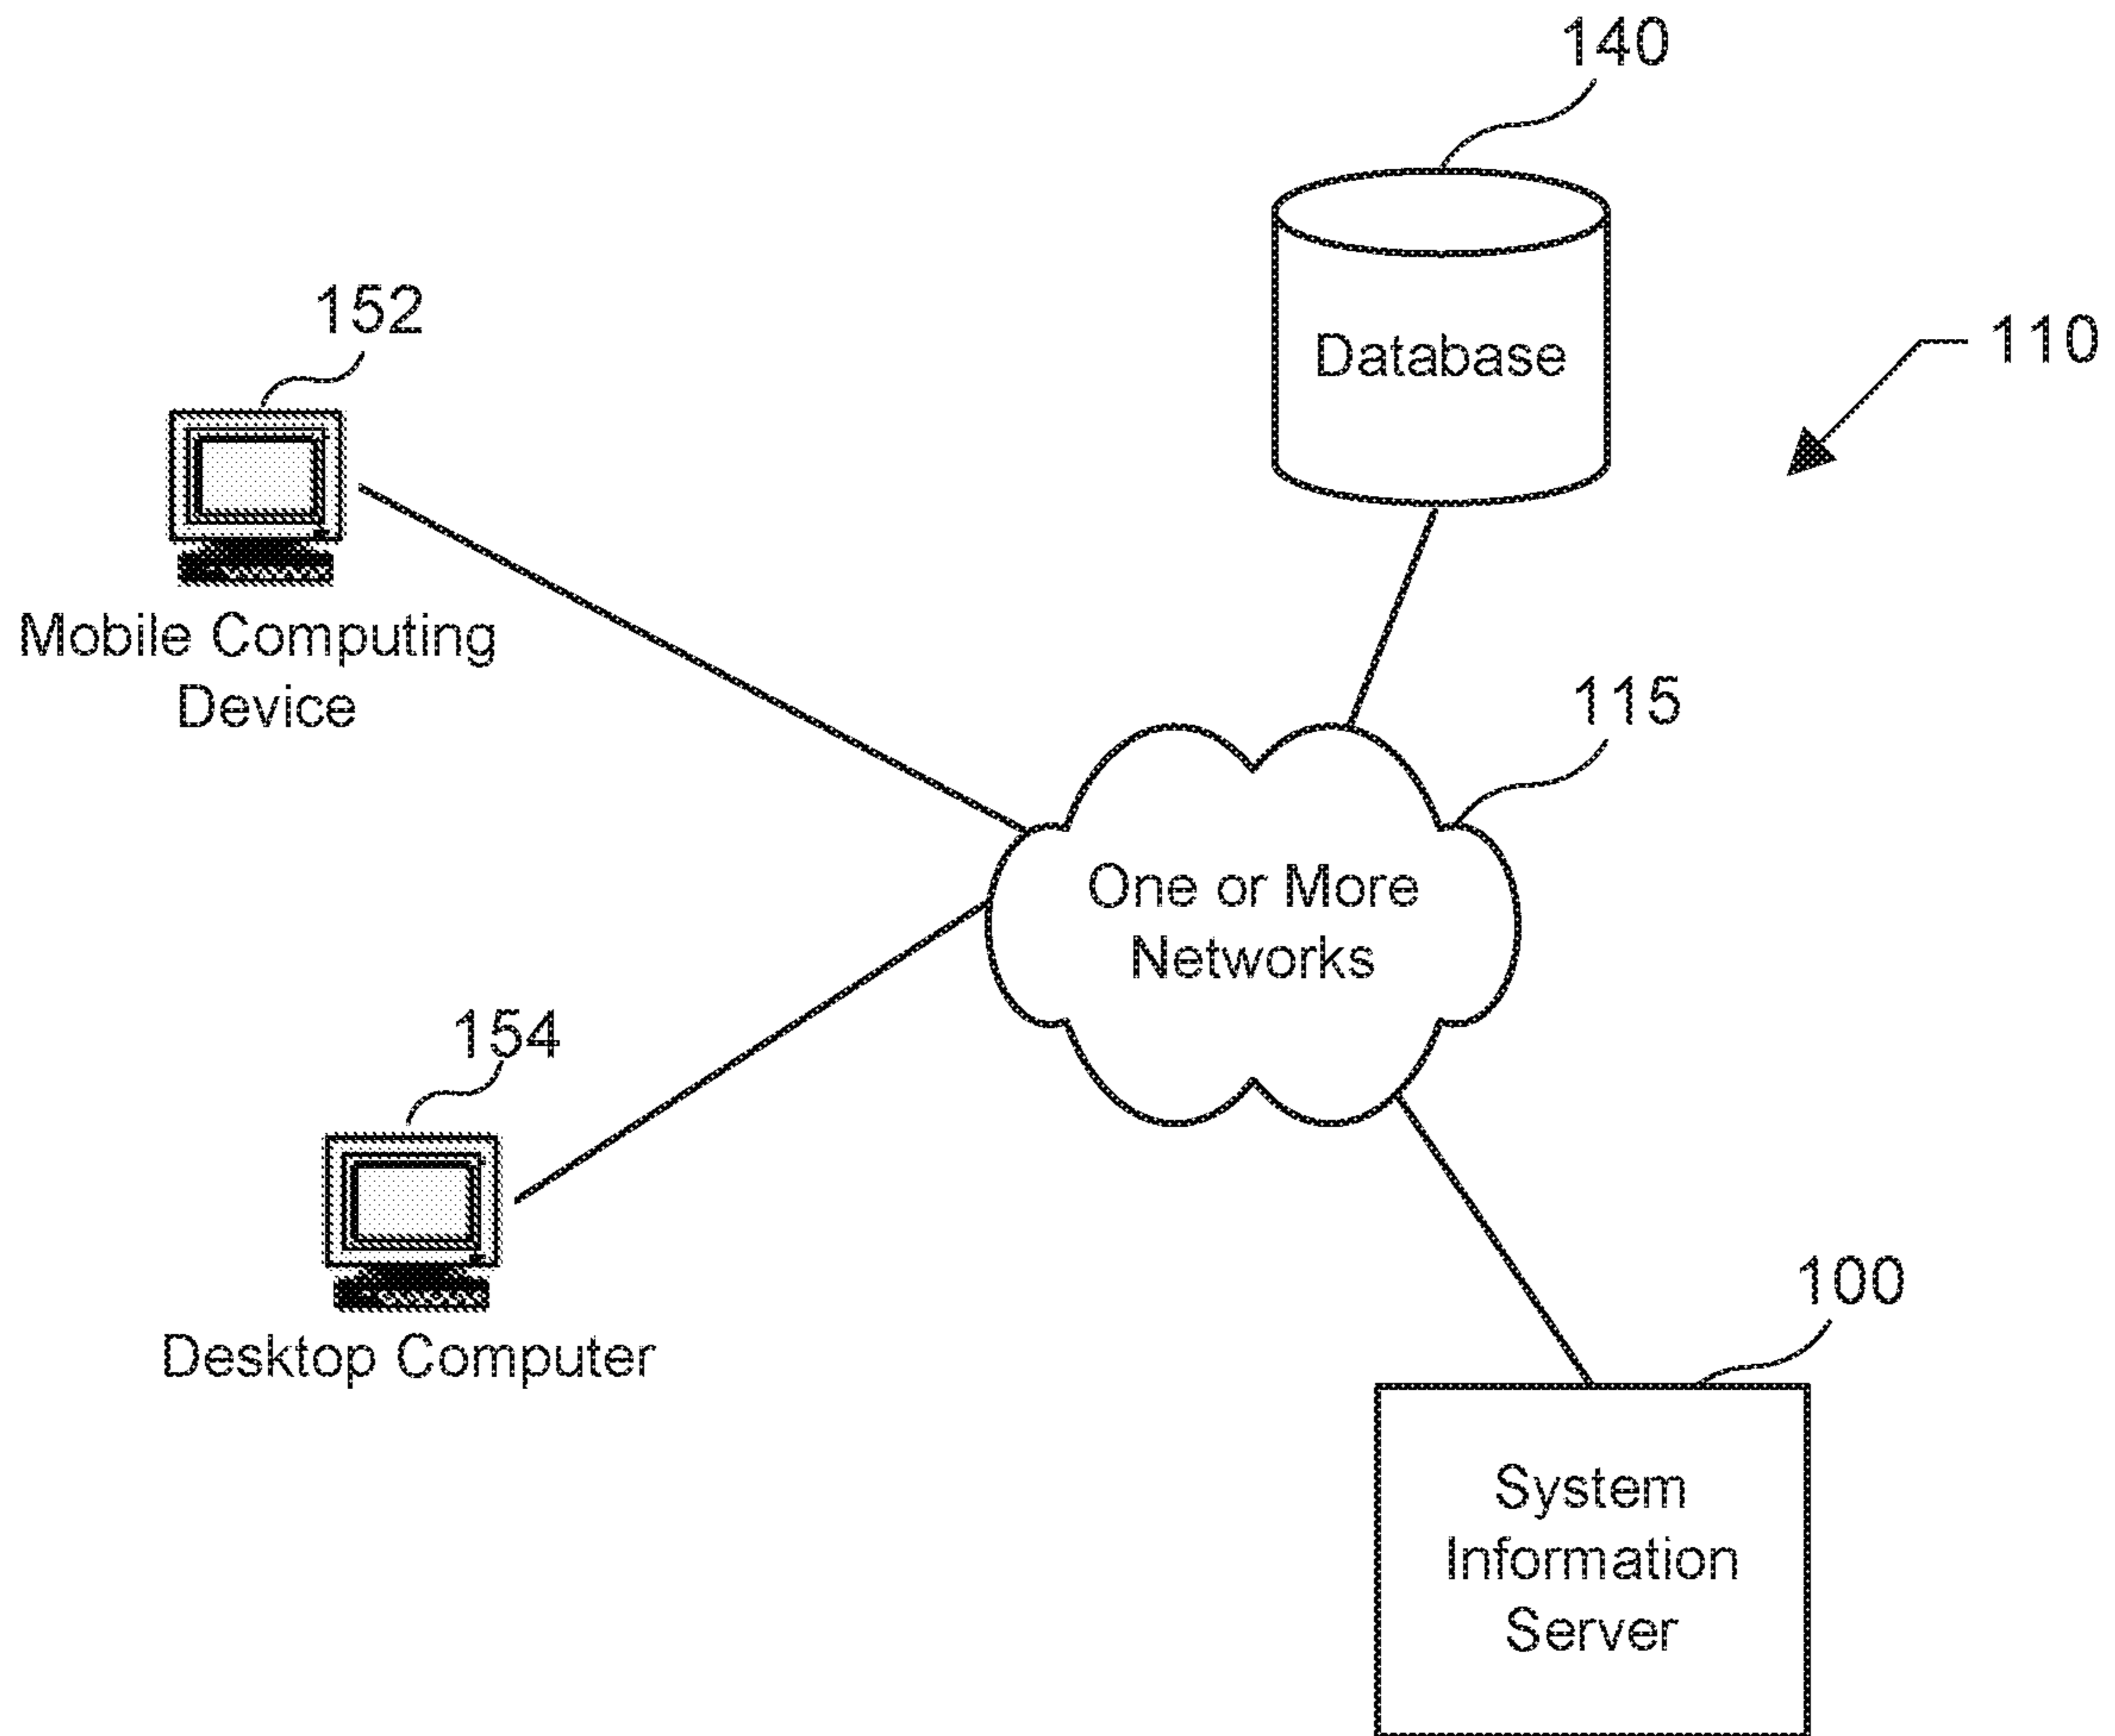 140
152
110
Database
Mobile Computing
Device
115
One or More
Networks
154
Desktop Computer
100
System
Information
Server